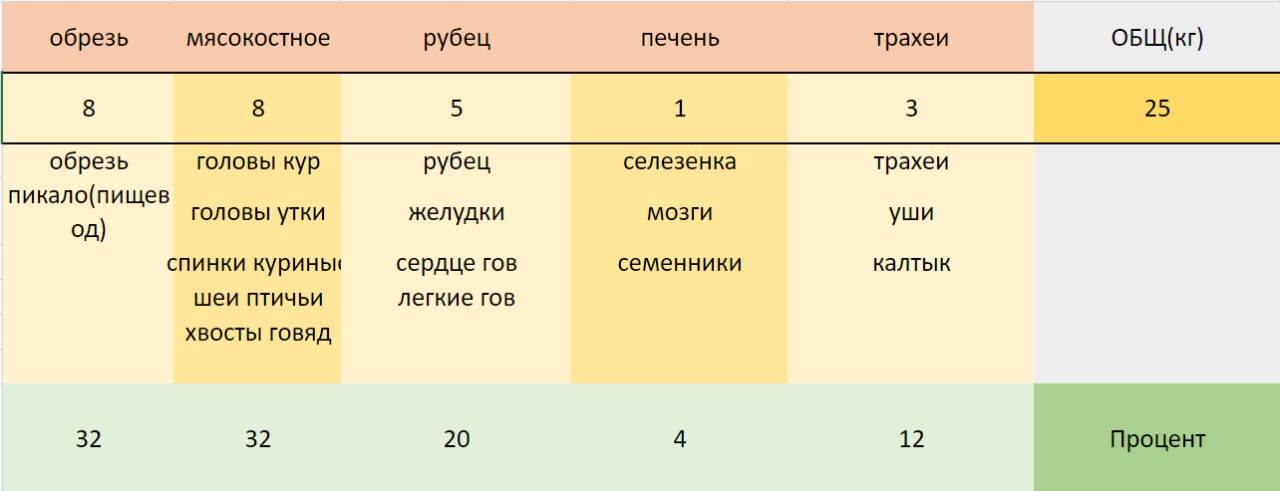 обрезь мясокостное рубец печень трахеи ОБЩ(кг)
8 8 5 1 3 25
обрезь головы кур рубец селезенка трахеи
пикало(пищев
од) головы утки желудки мозги уши
спинки куриные сердце гов семенники калтык
шеи птичьи легкие гов
хвосты говяд
32 32 20 4 12 Процент